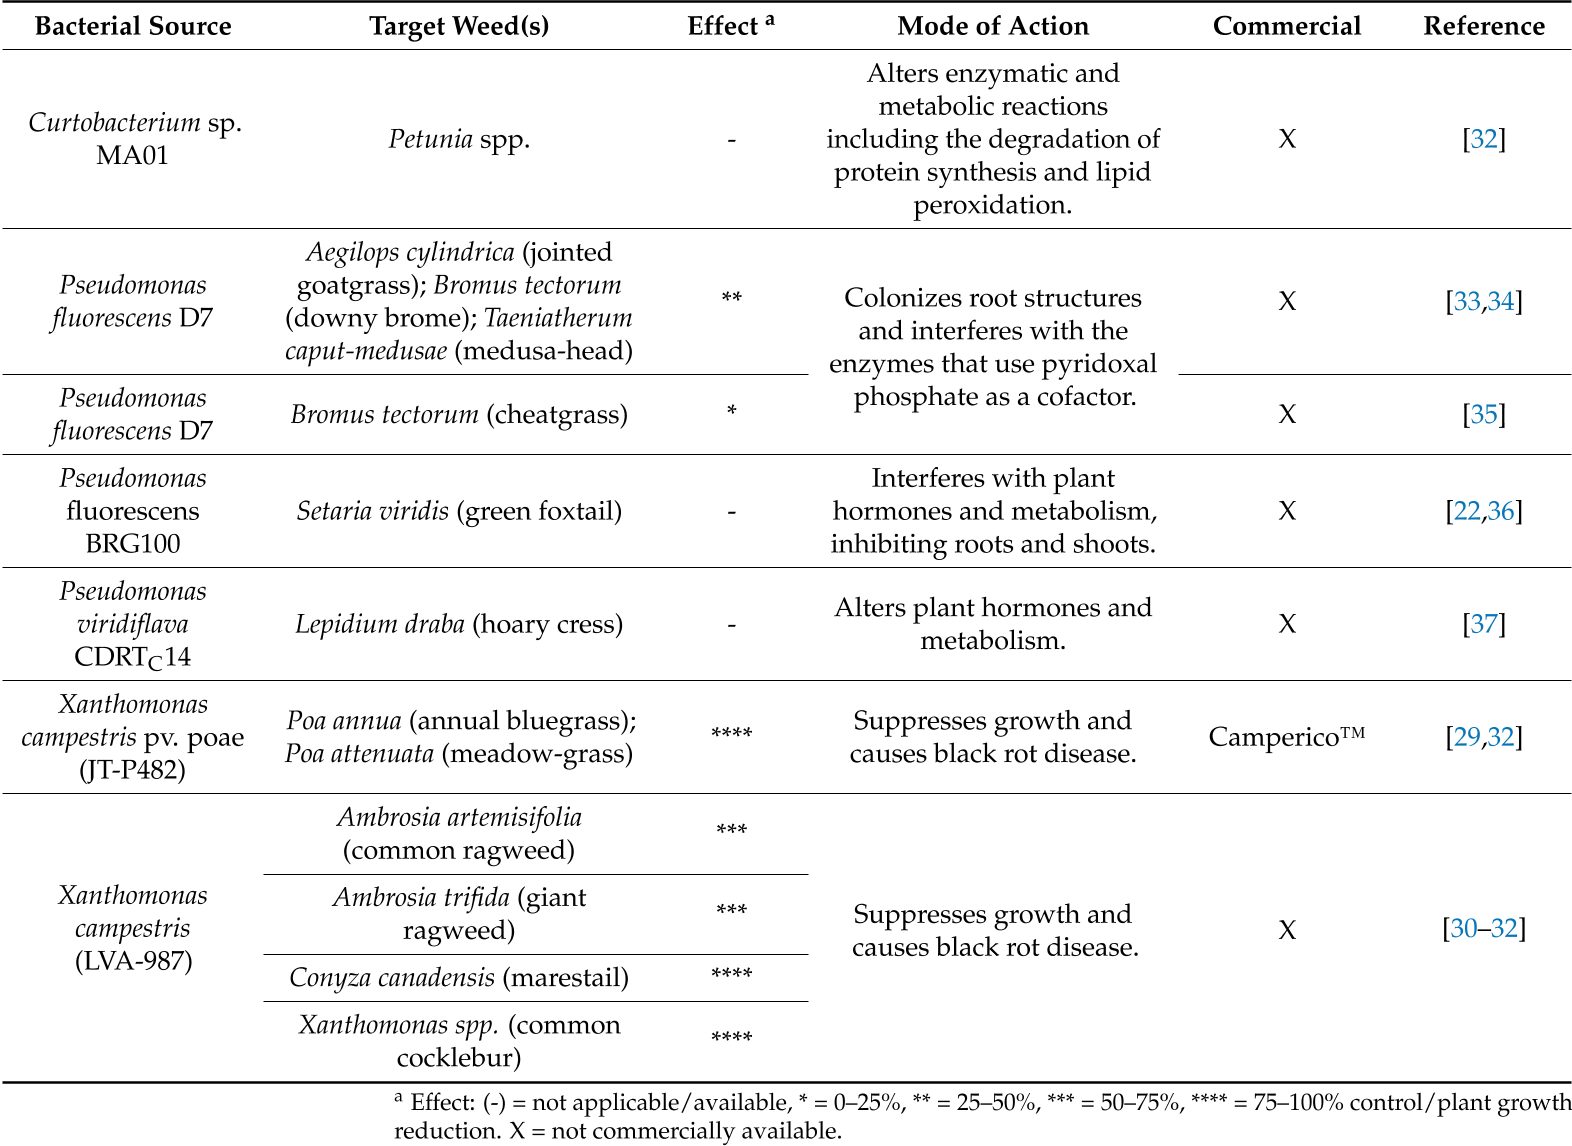 Bacterial Source Target Weed(s) Effect a Mode of Action Commercial Reference
Curtobacterium sp.
MA01
Petunia spp.
-
Alters enzymatic and
metabolic reactions
including the degradation of
protein synthesis and lipid
peroxidation.
X
[32]
Pseudomonas
fluorescens D7
Aegilops cylindrica (jointed
goatgrass); Bromus tectorum
(downy brome); Taeniatherum
caput-medusae (medusa-head)
**
Colonizes root structures
and interferes with the
enzymes that use pyridoxal
phosphate as a cofactor.
X
[33,34]
Pseudomonas
fluorescens D7
Bromus tectorum (cheatgrass)
*
X
[35]
Pseudomonas
fluorescens
BRG100
Setaria viridis (green foxtail)
-
Interferes with plant
hormones and metabolism,
inhibiting roots and shoots.
X
[22,36]
Pseudomonas
viridiflava
CDRTC14
Lepidium draba (hoary cress)
-
Alters plant hormones and
metabolism.
X
[37]
Xanthomonas
campestris pv. poae
(JT-P482)
Poa annua (annual bluegrass);
Poa attenuata (meadow-grass)
****
Suppresses growth and
causes black rot disease.
Camperico™
[29,32]
Xanthomonas
campestris
(LVA-987)
Ambrosia artemisifolia
(common ragweed)
***
Ambrosia trifida (giant
ragweed)
***
Conyza canadensis (marestail)
****
Xanthomonas spp. (common
cocklebur)
****
Suppresses growth and
causes black rot disease.
X
[30–32]
a Effect: (-) = not applicable/available, * = 0–25%, ** = 25–50%, *** = 50–75%, **** = 75–100% control/plant growth
reduction. X = not commercially available.